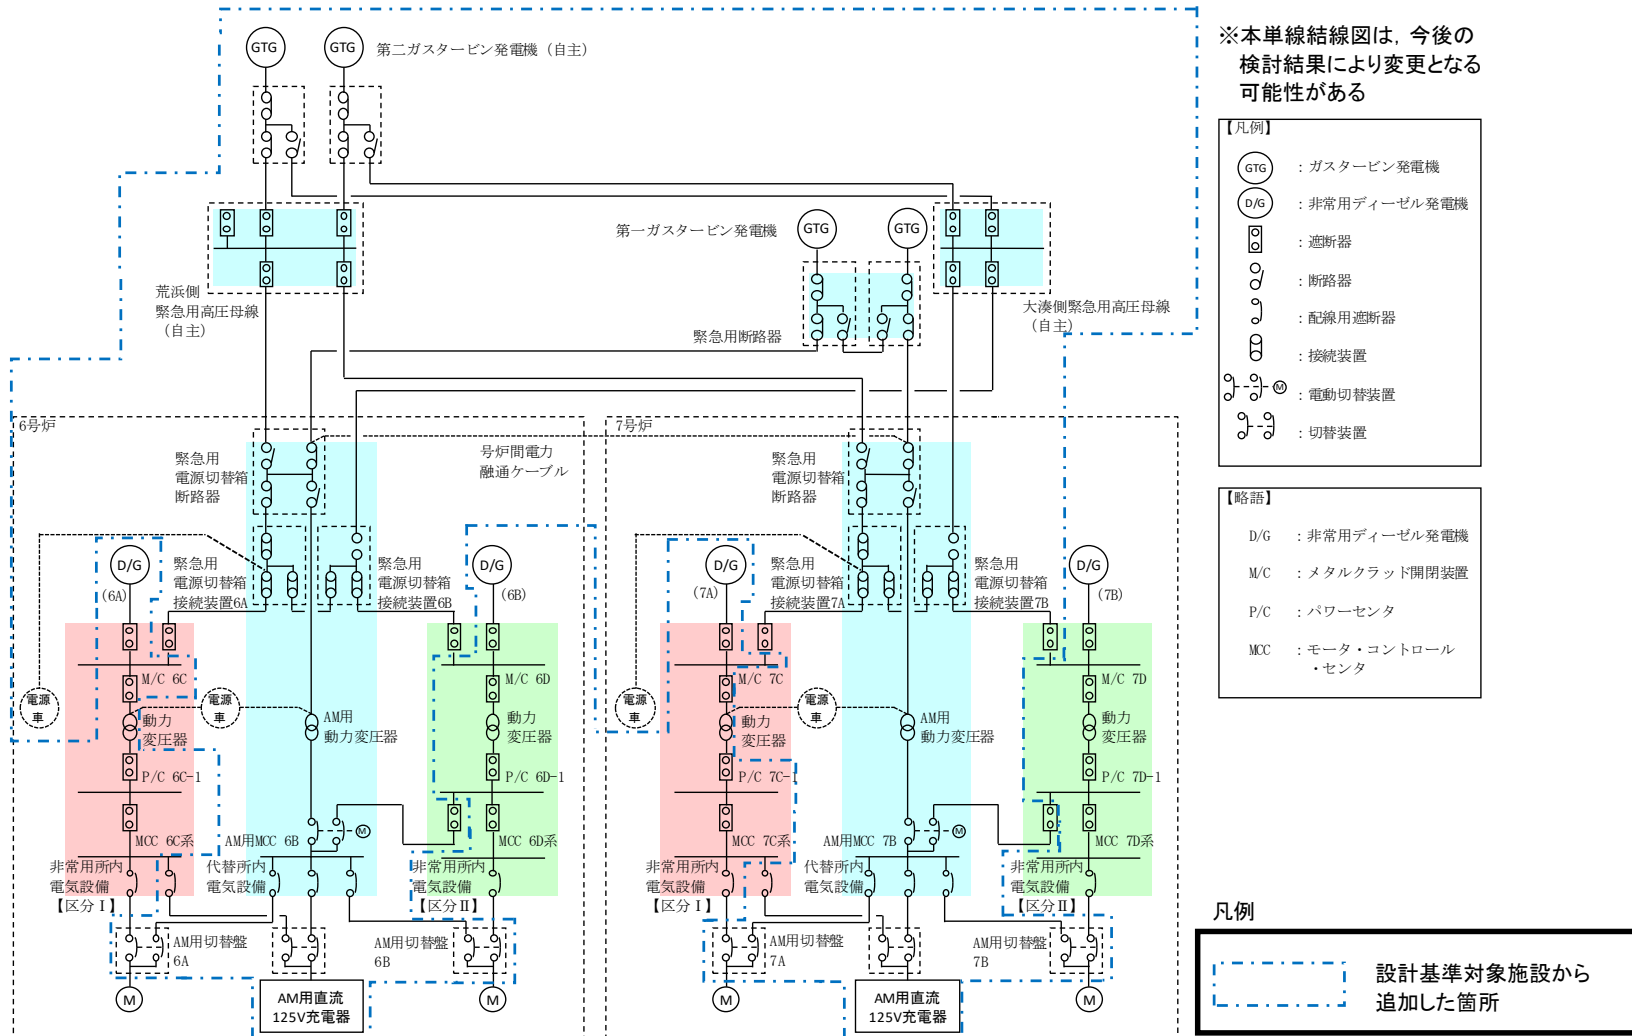 GTG
GTG
第二ガスタービン発電機（自主）
※本単線結線図は，今後の
検討結果により変更となる
可能性がある
【凡例】
GTG
：ガスタービン発電機
D/G
：非常用ディーゼル発電機
：遮断器
：断路器
：配線用遮断器
：接続装置
M
：電動切替装置
：切替装置
【略語】
D/G ：非常用ディーゼル発電機
M/C ：メタルクラッド開閉装置
P/C ：パワーセンタ
MCC ：モータ・コントロール
・センタ
第一ガスタービン発電機
GTG
GTG
荒浜側
緊急用高圧母線
（自主）
緊急用断路器
大湊側緊急用高圧母線
（自主）
6号炉
緊急用
電源切替箱
断路器
号炉間電力
融通ケーブル
D/G
(6A)
緊急用
電源切替箱
接続装置6A
緊急用
電源切替箱
接続装置6B
D/G
(6B)
M/C 6C
M/C 6D
電源
車
電源
車
動力
変圧器
AM用
動力変圧器
動力
変圧器
P/C 6C-1
P/C 6D-1
MCC 6C系
AM用MCC 6B
M
MCC 6D系
非常用所内
電気設備
【区分Ⅰ】
代替所内
電気設備
非常用所内
電気設備
【区分Ⅱ】
AM用切替盤
6A
AM用切替盤
6B
M
AM用直流
125V充電器
M
7号炉
緊急用
電源切替箱
断路器
D/G
(7A)
緊急用
電源切替箱
接続装置7A
緊急用
電源切替箱
接続装置7B
D/G
(7B)
M/C 7C
M/C 7D
電源
車
電源
車
動力
変圧器
AM用
動力変圧器
動力
変圧器
P/C 7C-1
P/C 7D-1
MCC 7C系
AM用MCC 7B
M
MCC 7D系
非常用所内
電気設備
【区分Ⅰ】
代替所内
電気設備
非常用所内
電気設備
【区分Ⅱ】
AM用切替盤
7A
AM用切替盤
7B
M
AM用直流
125V充電器
M
凡例
設計基準対象施設から
追加した箇所